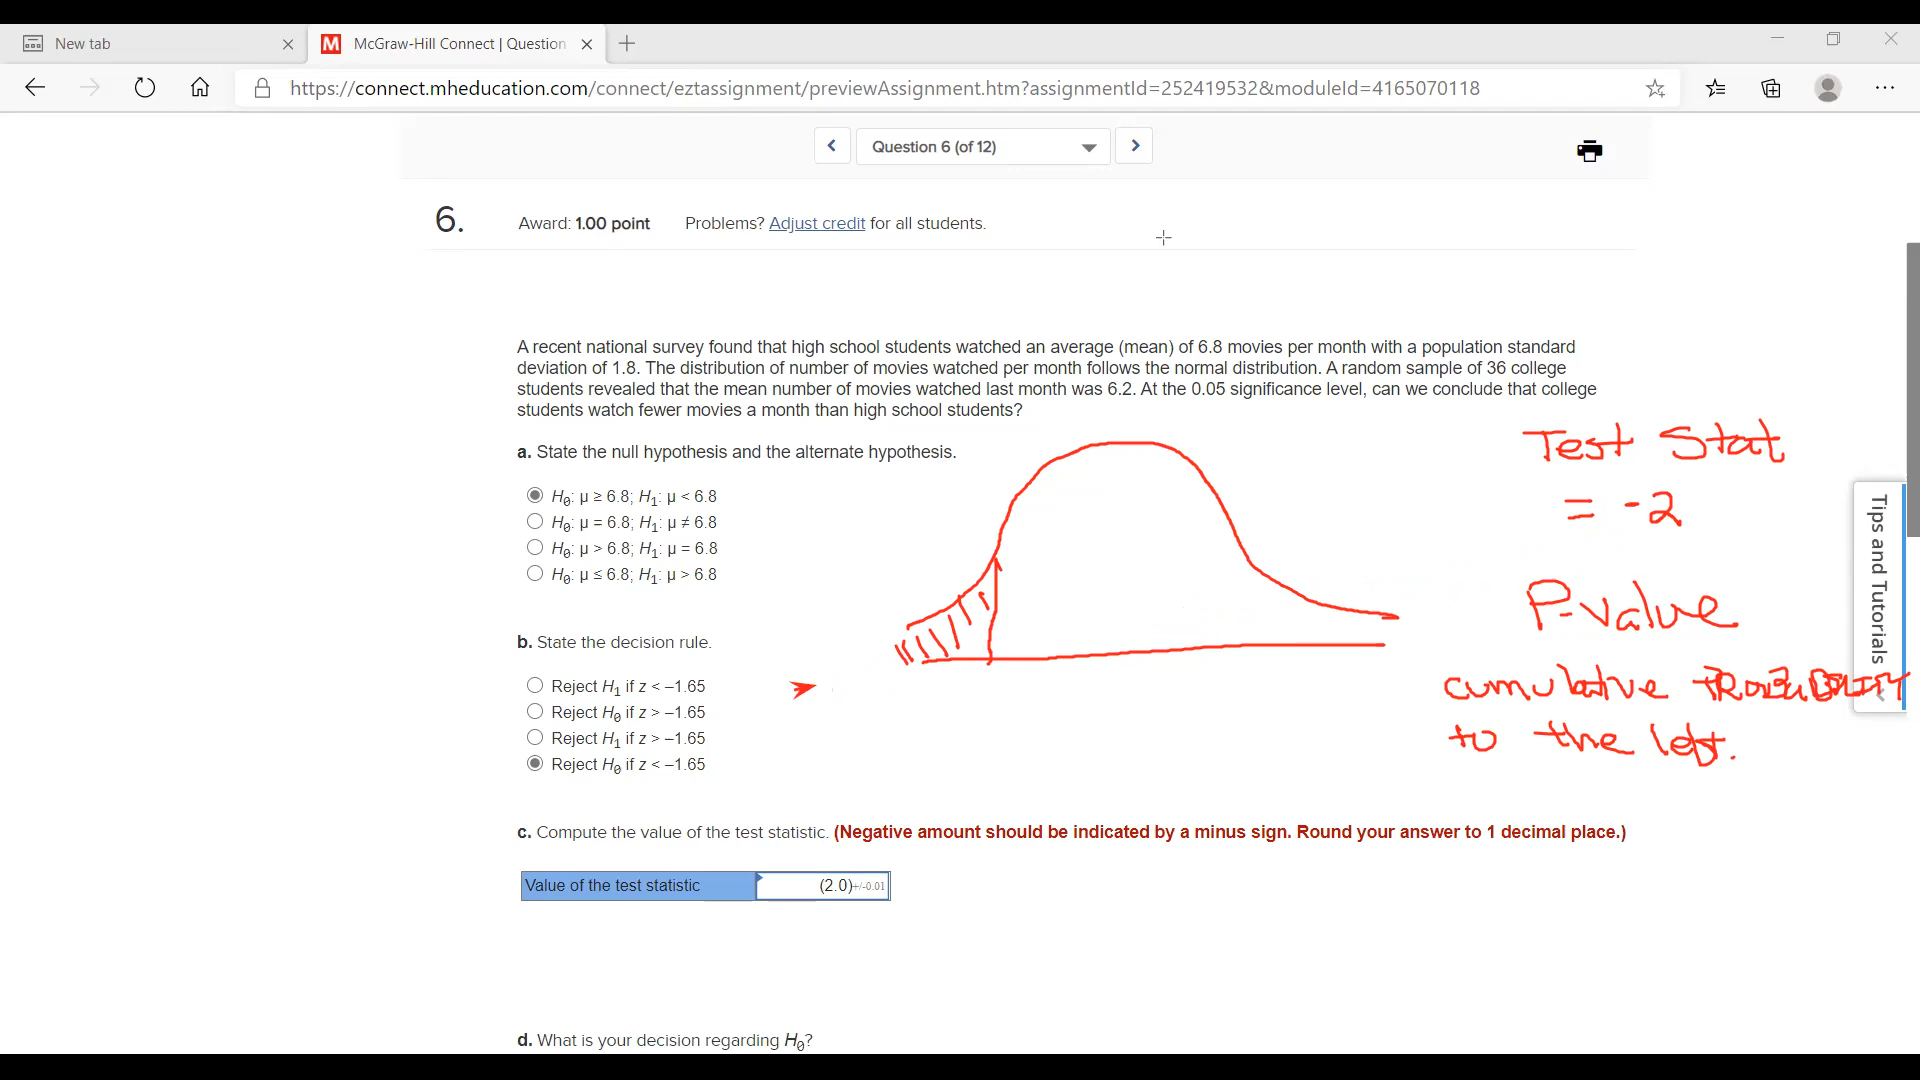 New tab
McGraw-Hill Connect | Question
https://connect.mheducation.com/connect/eztassignment/previewAssignment.htm?assignmentId=252419532&moduleId=4165070118
Question 6 (of 12)
6.
Award: 1.00 point Problems? Adjust credit for all students.
A recent national survey found that high school students watched an average (mean) of 6.8 movies per month with a population standard
deviation of 1.8. The distribution of number of movies watched per month follows the normal distribution. A random sample of 36 college
students revealed that the mean number of movies watched last month was 6.2. At the 0.05 significance level, can we conclude that college
students watch fewer movies a month than high school students?
a. State the null hypothesis and the alternate hypothesis.
H0: μ ≥ 6.8; H1: μ < 6.8
H0: μ = 6.8; H1: μ ≠ 6.8
H0: μ > 6.8; H1: μ = 6.8
H0: μ ≤ 6.8; H1: μ > 6.8
Test Stat
= -2
P-value
cumulative PROBABILITY
to the left.
Tips and Tutorials
b. State the decision rule.
Reject H1 if z < –1.65
Reject H0 if z > –1.65
Reject H1 if z > –1.65
Reject H0 if z < –1.65
c. Compute the value of the test statistic. (Negative amount should be indicated by a minus sign. Round your answer to 1 decimal place.)
Value of the test statistic (2.0)+/-0.01
d. What is your decision regarding H0?